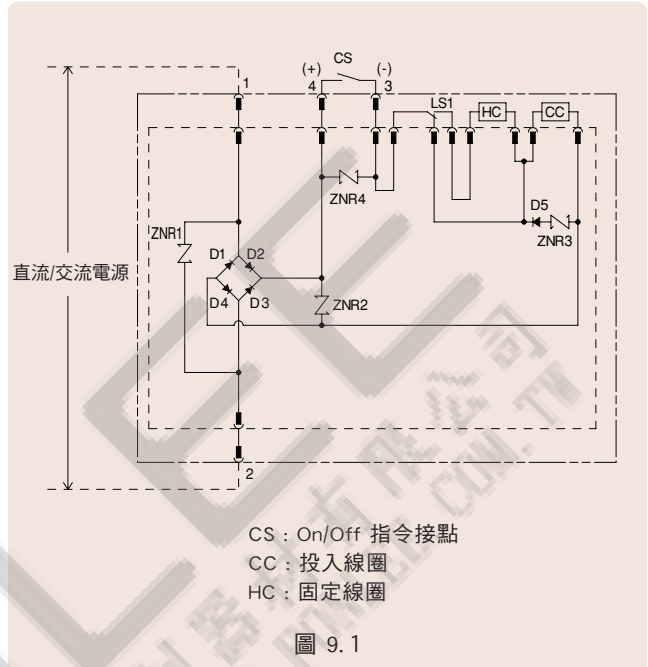 CS
(+) (-)
1 4 3
LS1
HC CC
ZNR4
D5
ZNR1 ZNR3
D1 D2
直流/交流電源
D4 D3 ZNR2
2
CS : On/Off 指令接點
CC : 投入線圈
HC : 固定線圈
圖 9.1